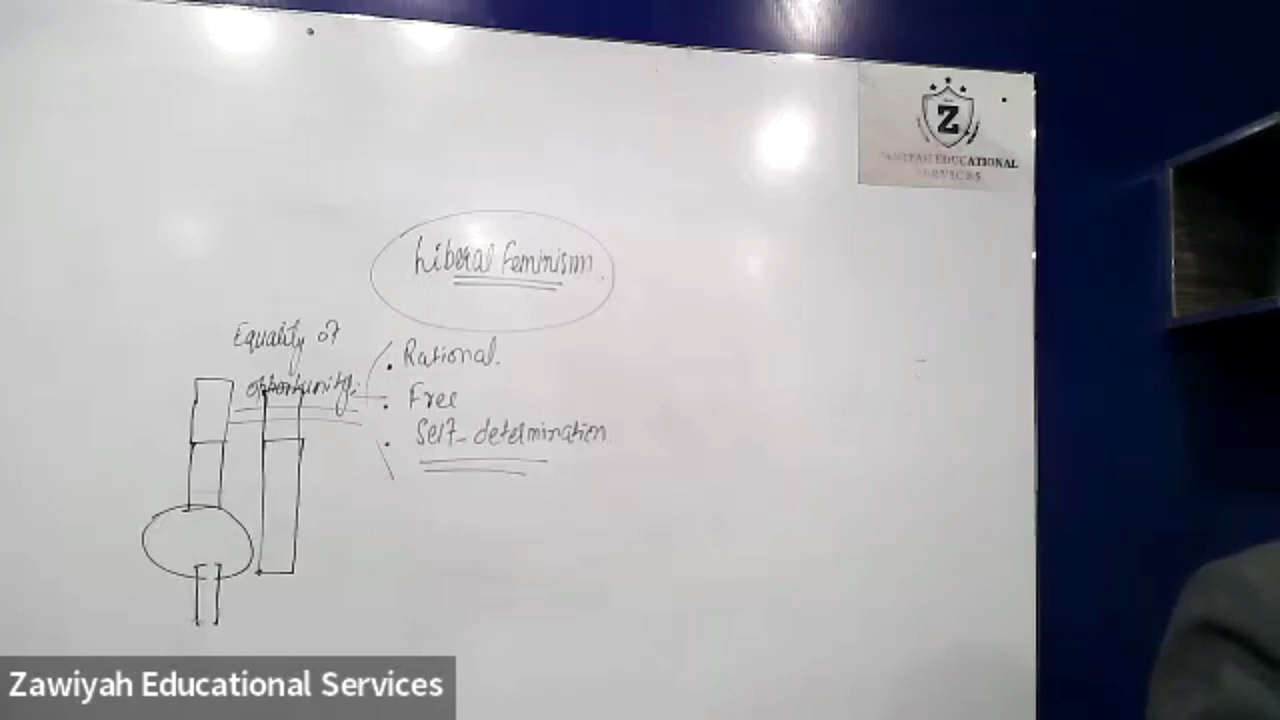 Z
ZAWIYAH EDUCATIONAL
SERVICES
Liberal Feminism.
Equality of
opportunity:
• Rational.
• Free
• Self-determination
Zawiyah Educational Services